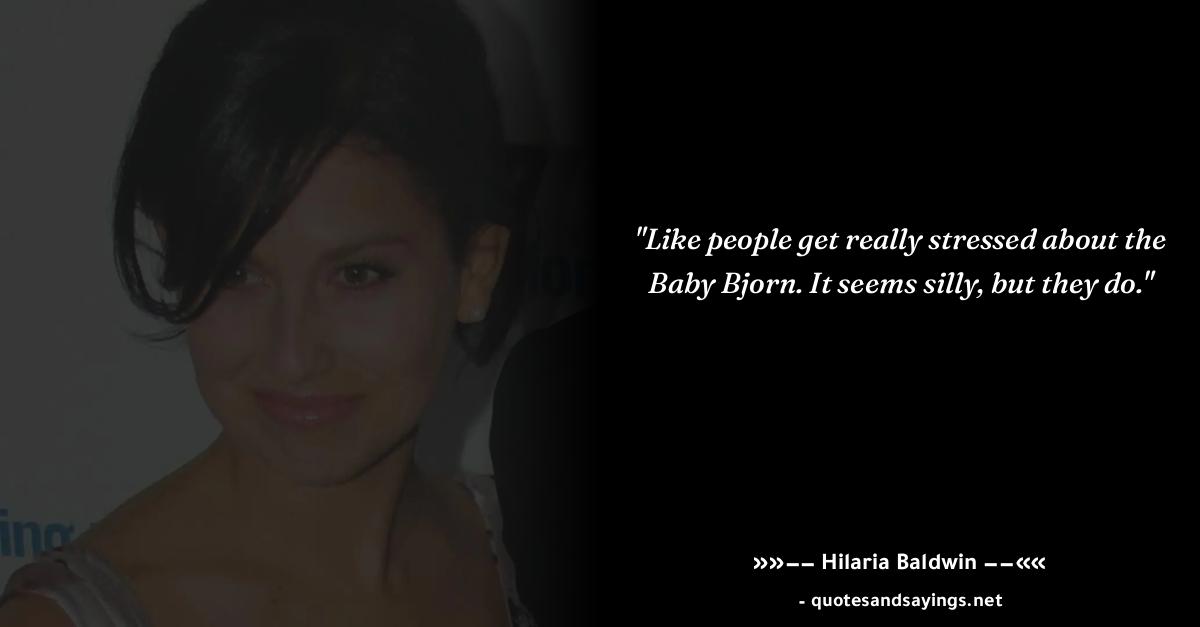 "Like people get really stressed about the
Baby Bjorn. It seems silly, but they do."
»»–– Hilaria Baldwin ––««
- quotesandsayings.net
ing